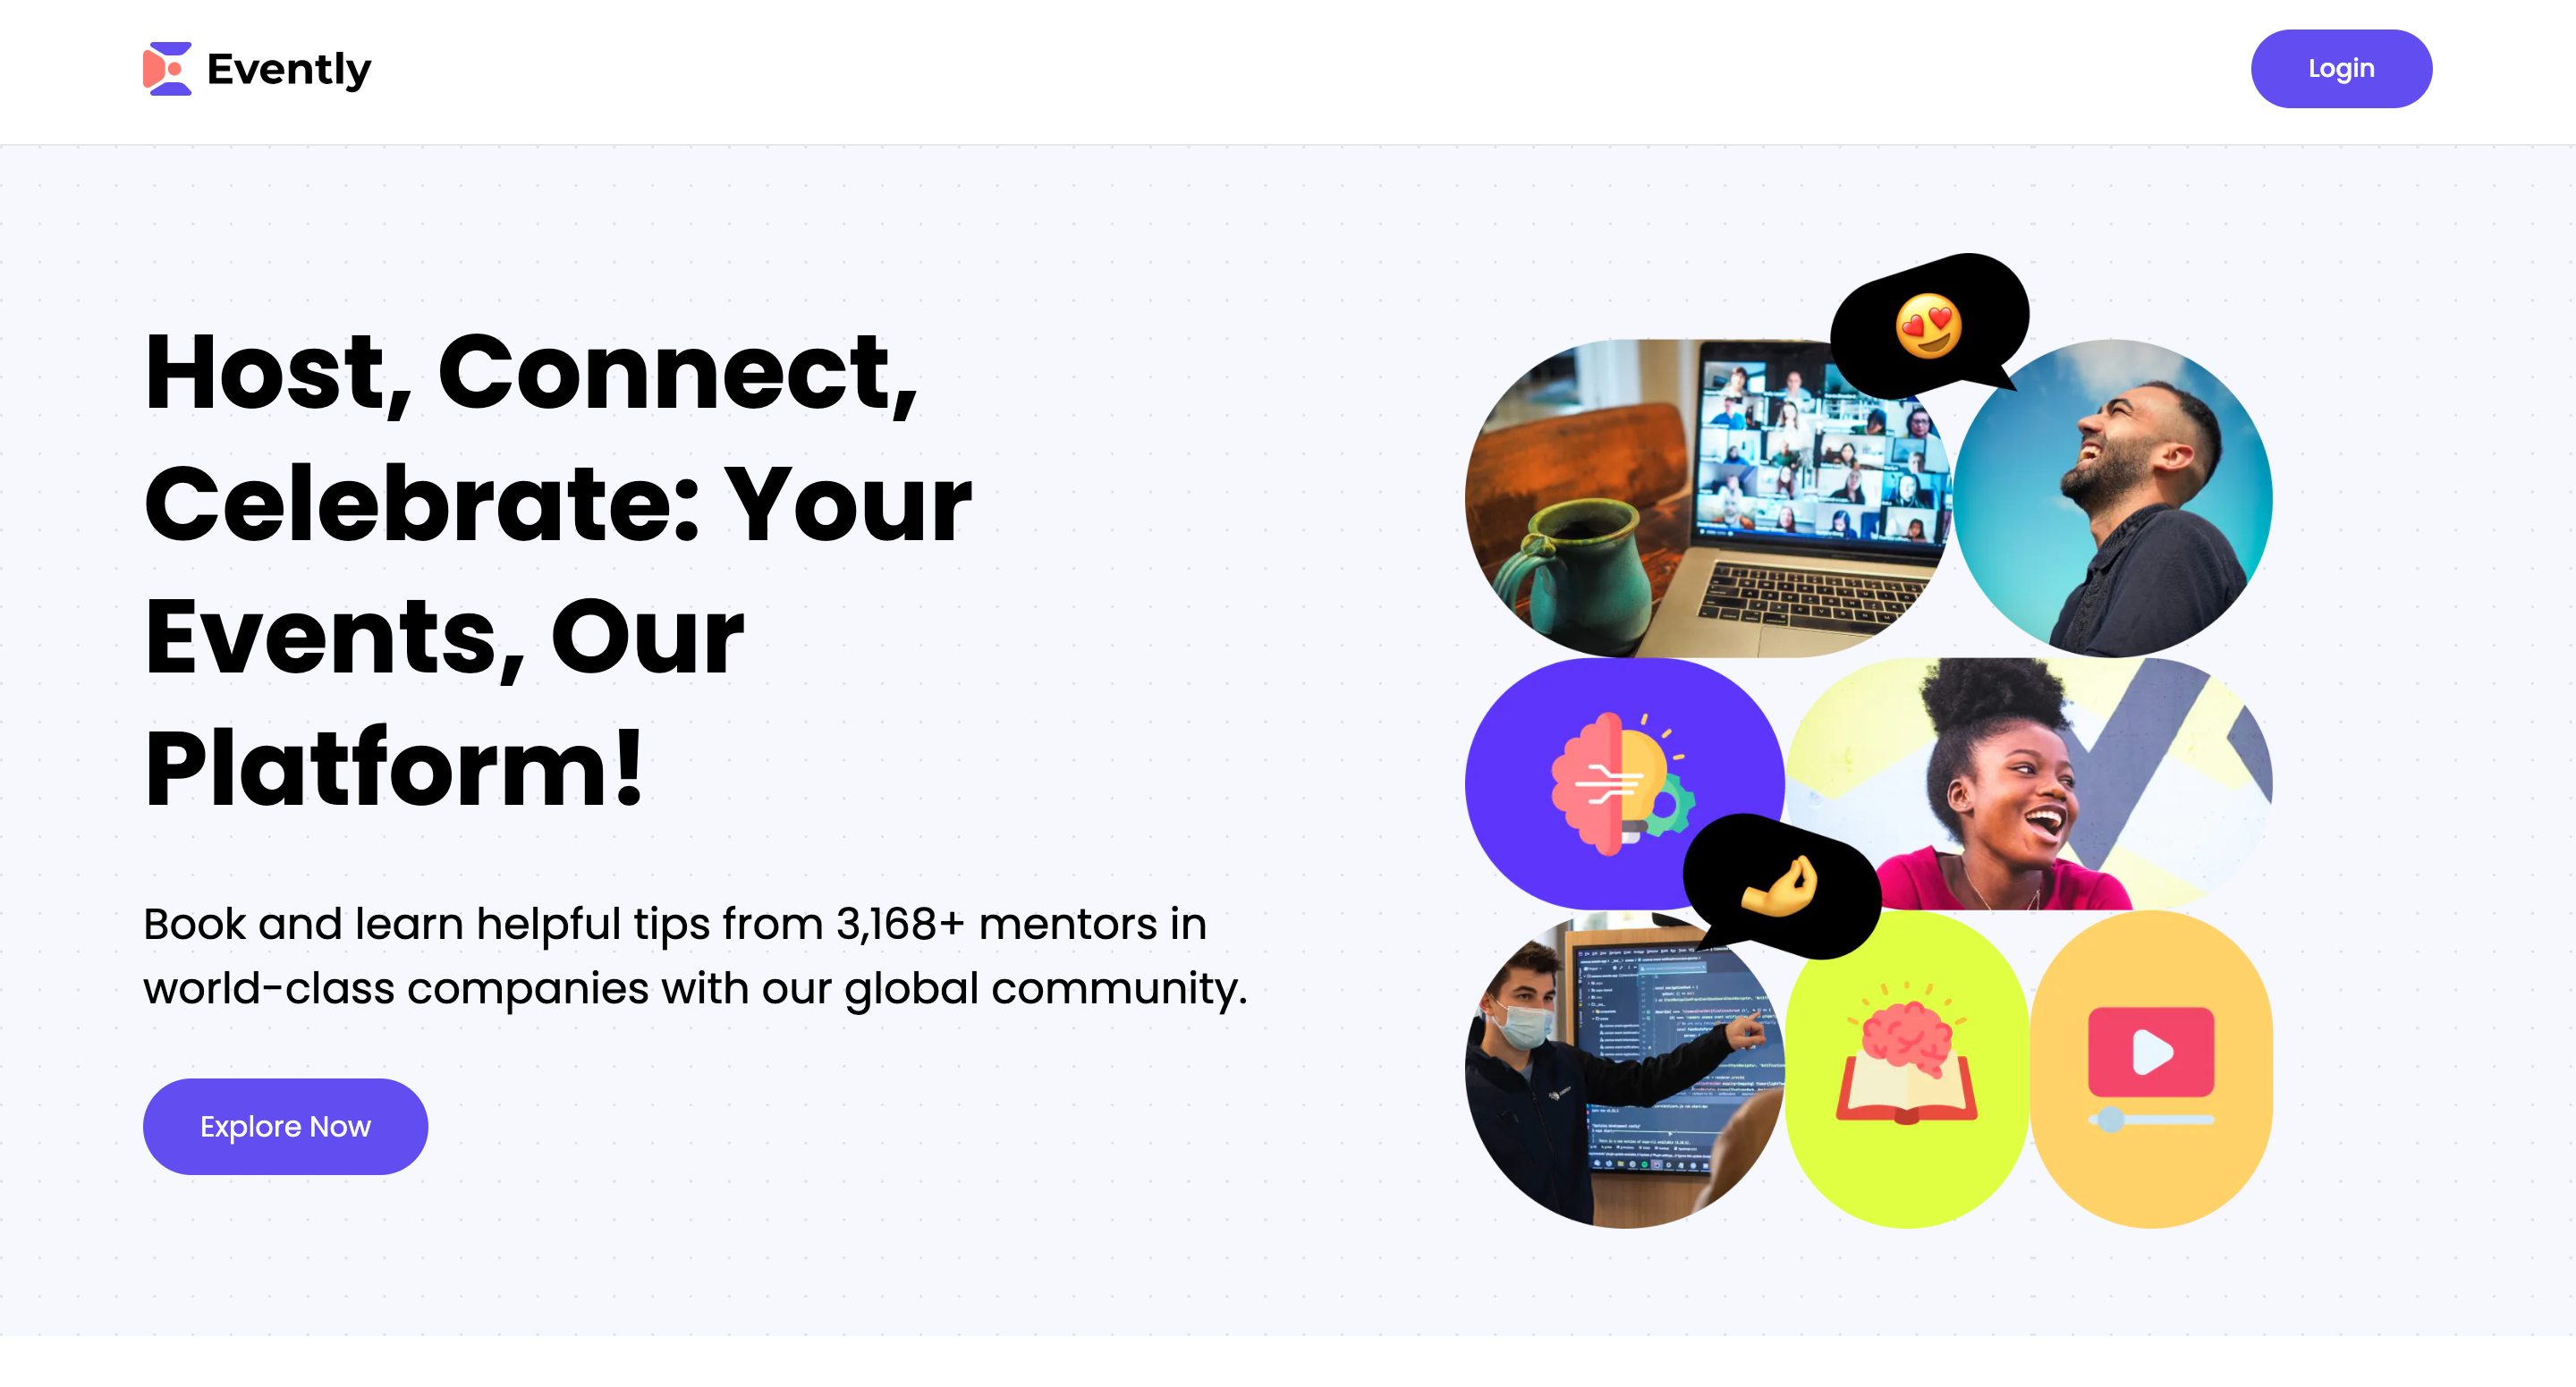 Evently
Login
Host, Connect,
Celebrate: Your
Events, Our
Platform!
Book and learn helpful tips from 3,168+ mentors in
world-class companies with our global community.
Explore Now